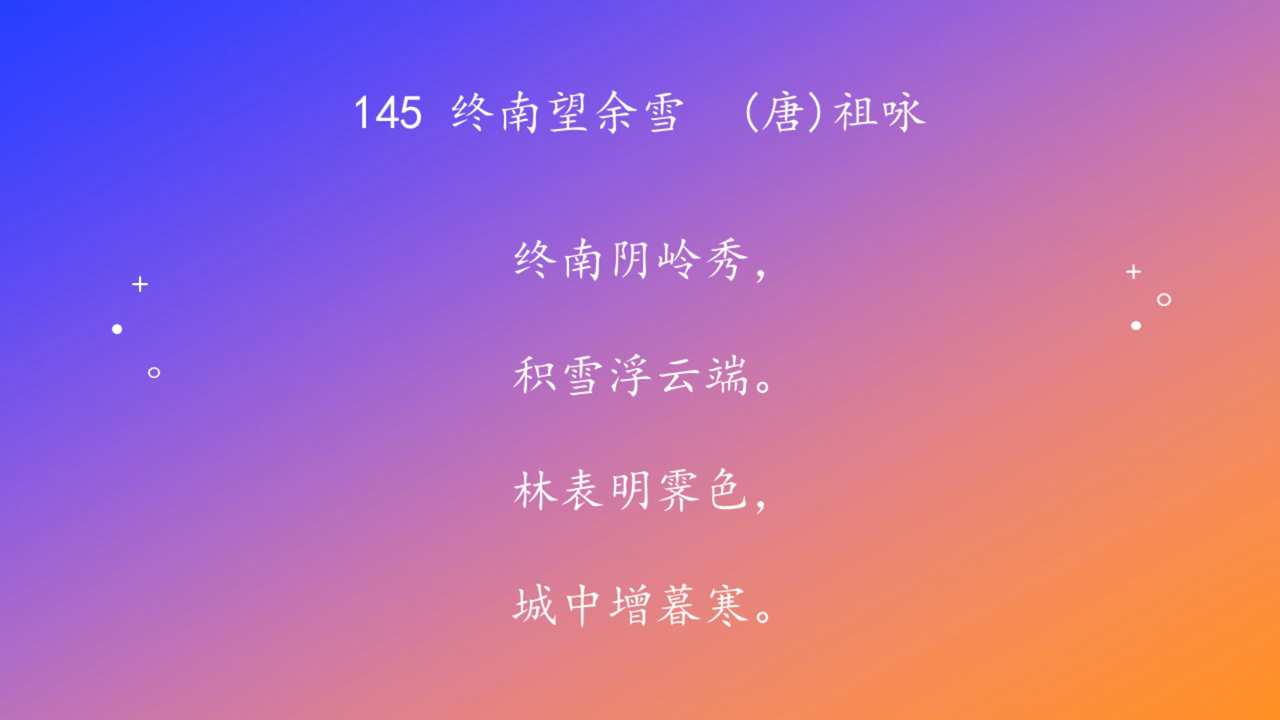 145 终南望余雪 (唐)祖咏
终南阴岭秀，
积雪浮云端。
林表明霁色，
城中增暮寒。